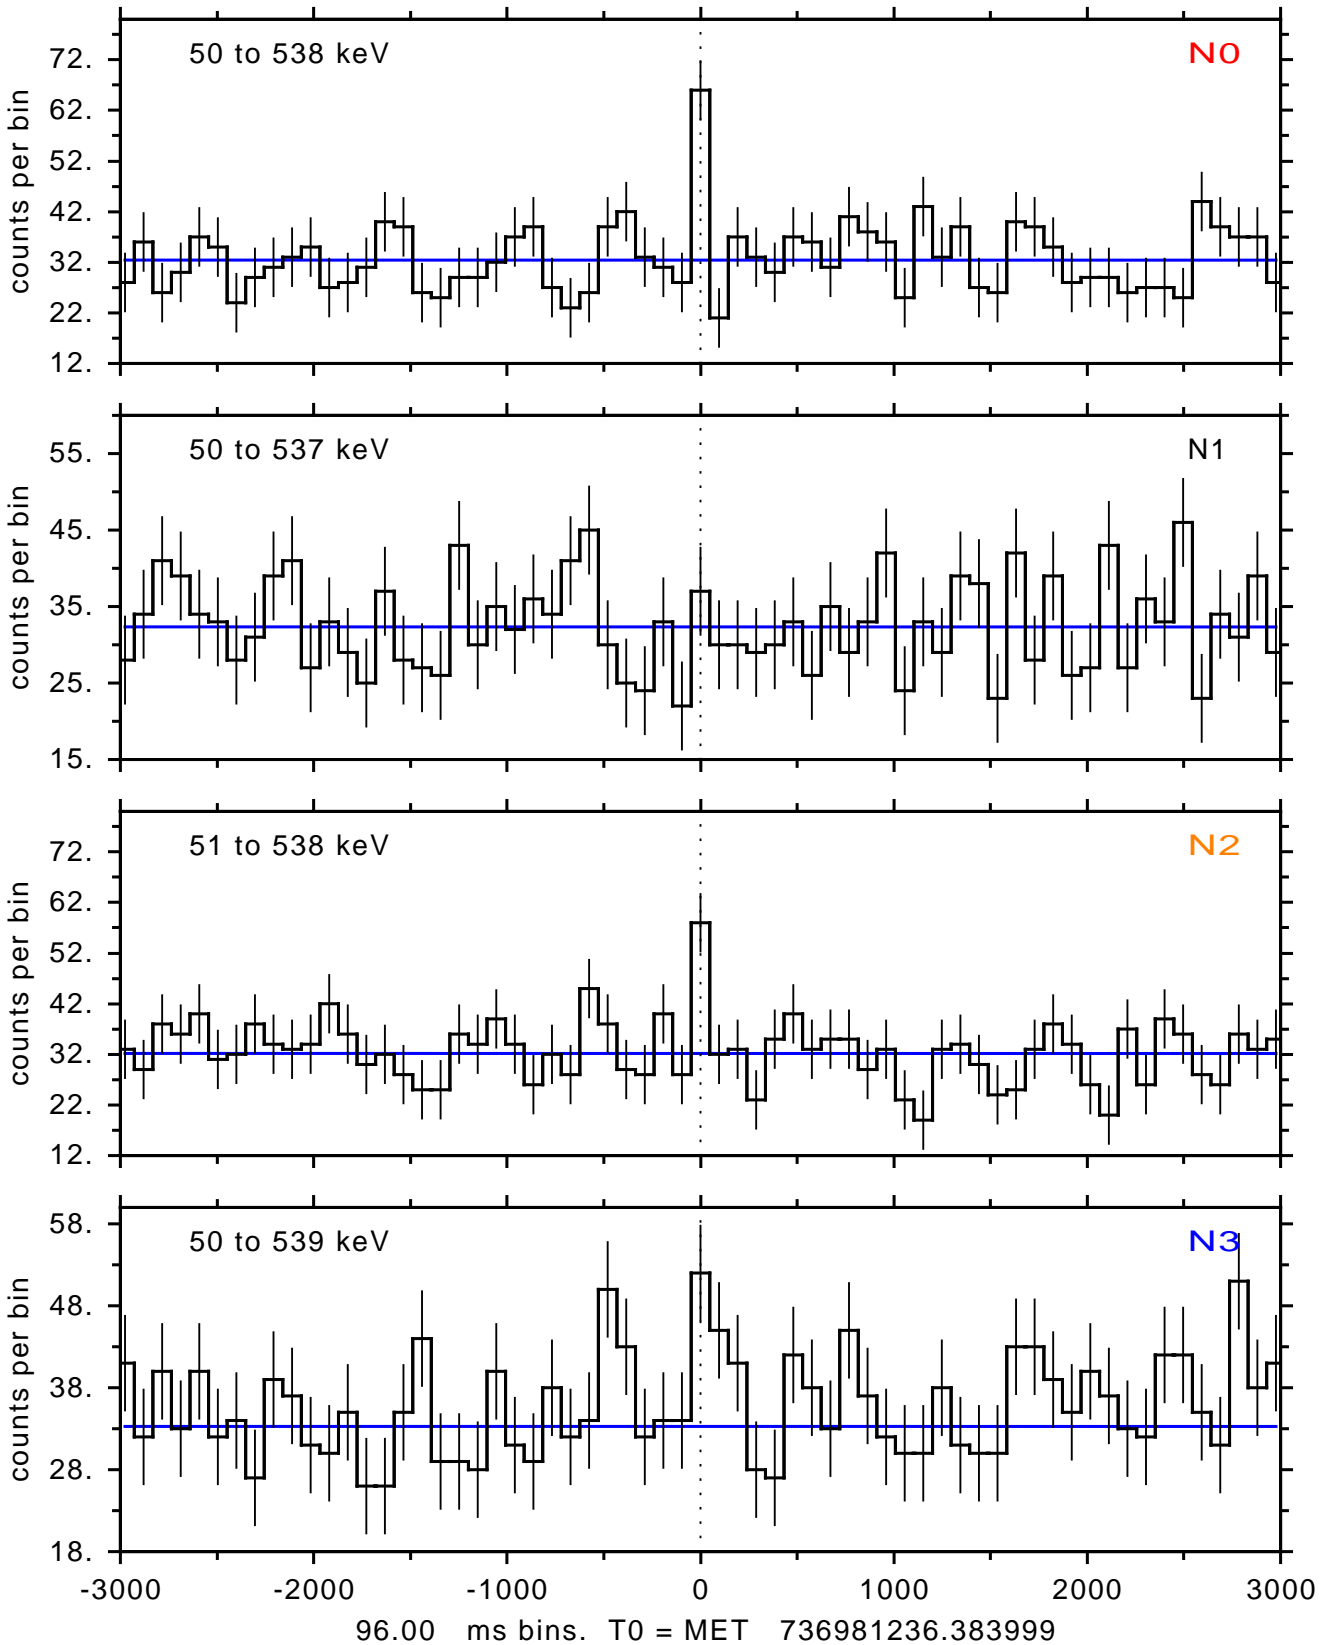 50 to 538 keV
N0
counts per bin
72.
62.
52.
42.
32.
22.
12.
50 to 537 keV
N1
counts per bin
55.
45.
35.
25.
15.
51 to 538 keV
N2
counts per bin
72.
62.
52.
42.
32.
22.
12.
50 to 539 keV
N3
counts per bin
58.
48.
38.
28.
18.
-3000 -2000 -1000 0 1000 2000 3000
96.00 ms bins. T0 = MET 736981236.383999